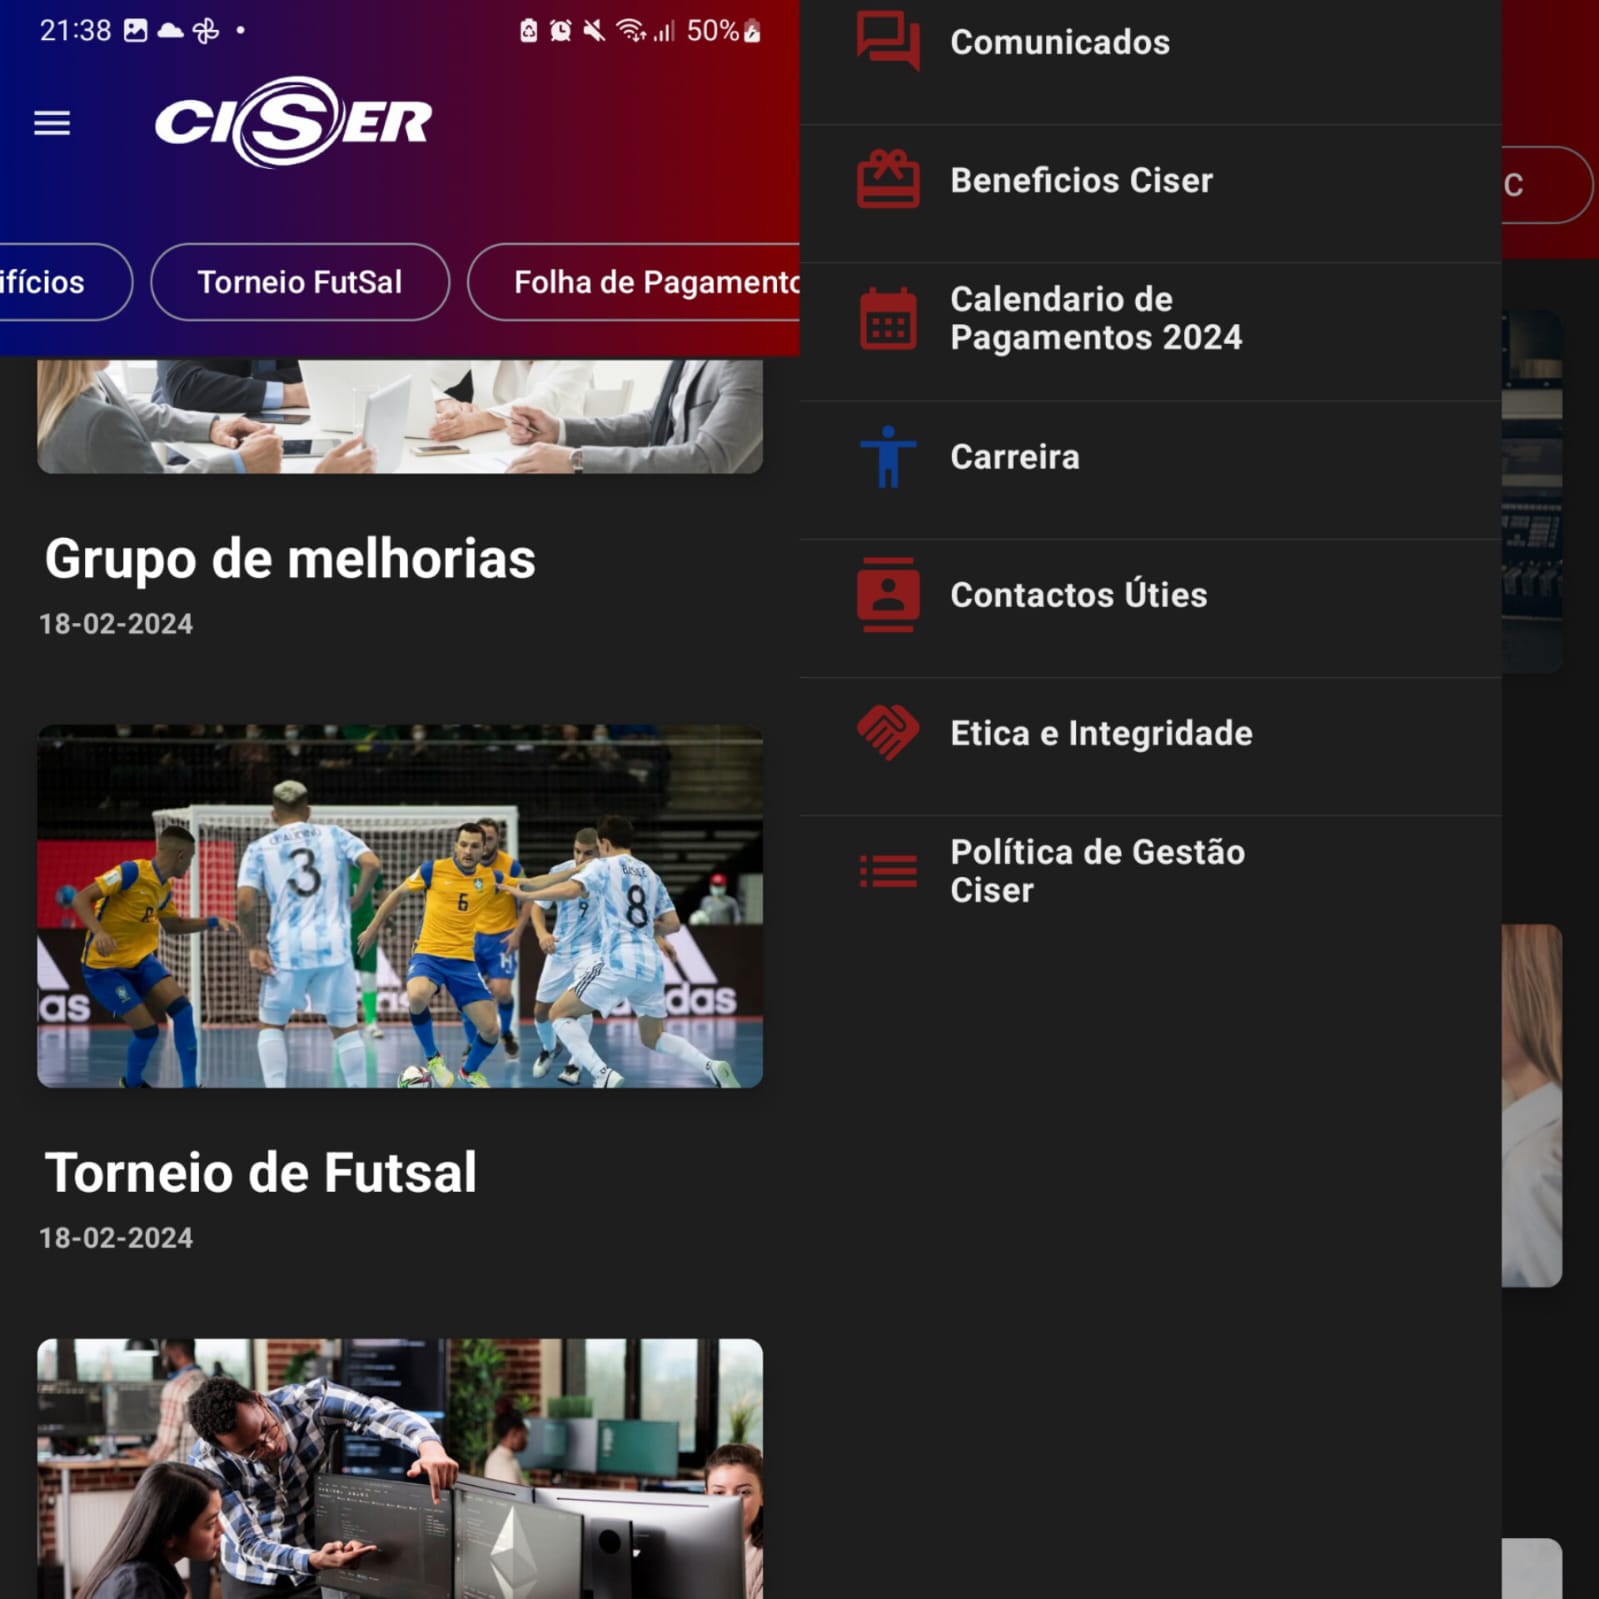 21:38
50%
CISER
ifícios
Torneio FutSal
Folha de Pagamento
Grupo de melhorias
18-02-2024
3
6
9
8
as
as
das
Torneio de Futsal
18-02-2024
Comunicados
Beneficios Ciser
Calendario de
Pagamentos 2024
Carreira
Contactos Úties
Etica e Integridade
Política de Gestão
Ciser
C